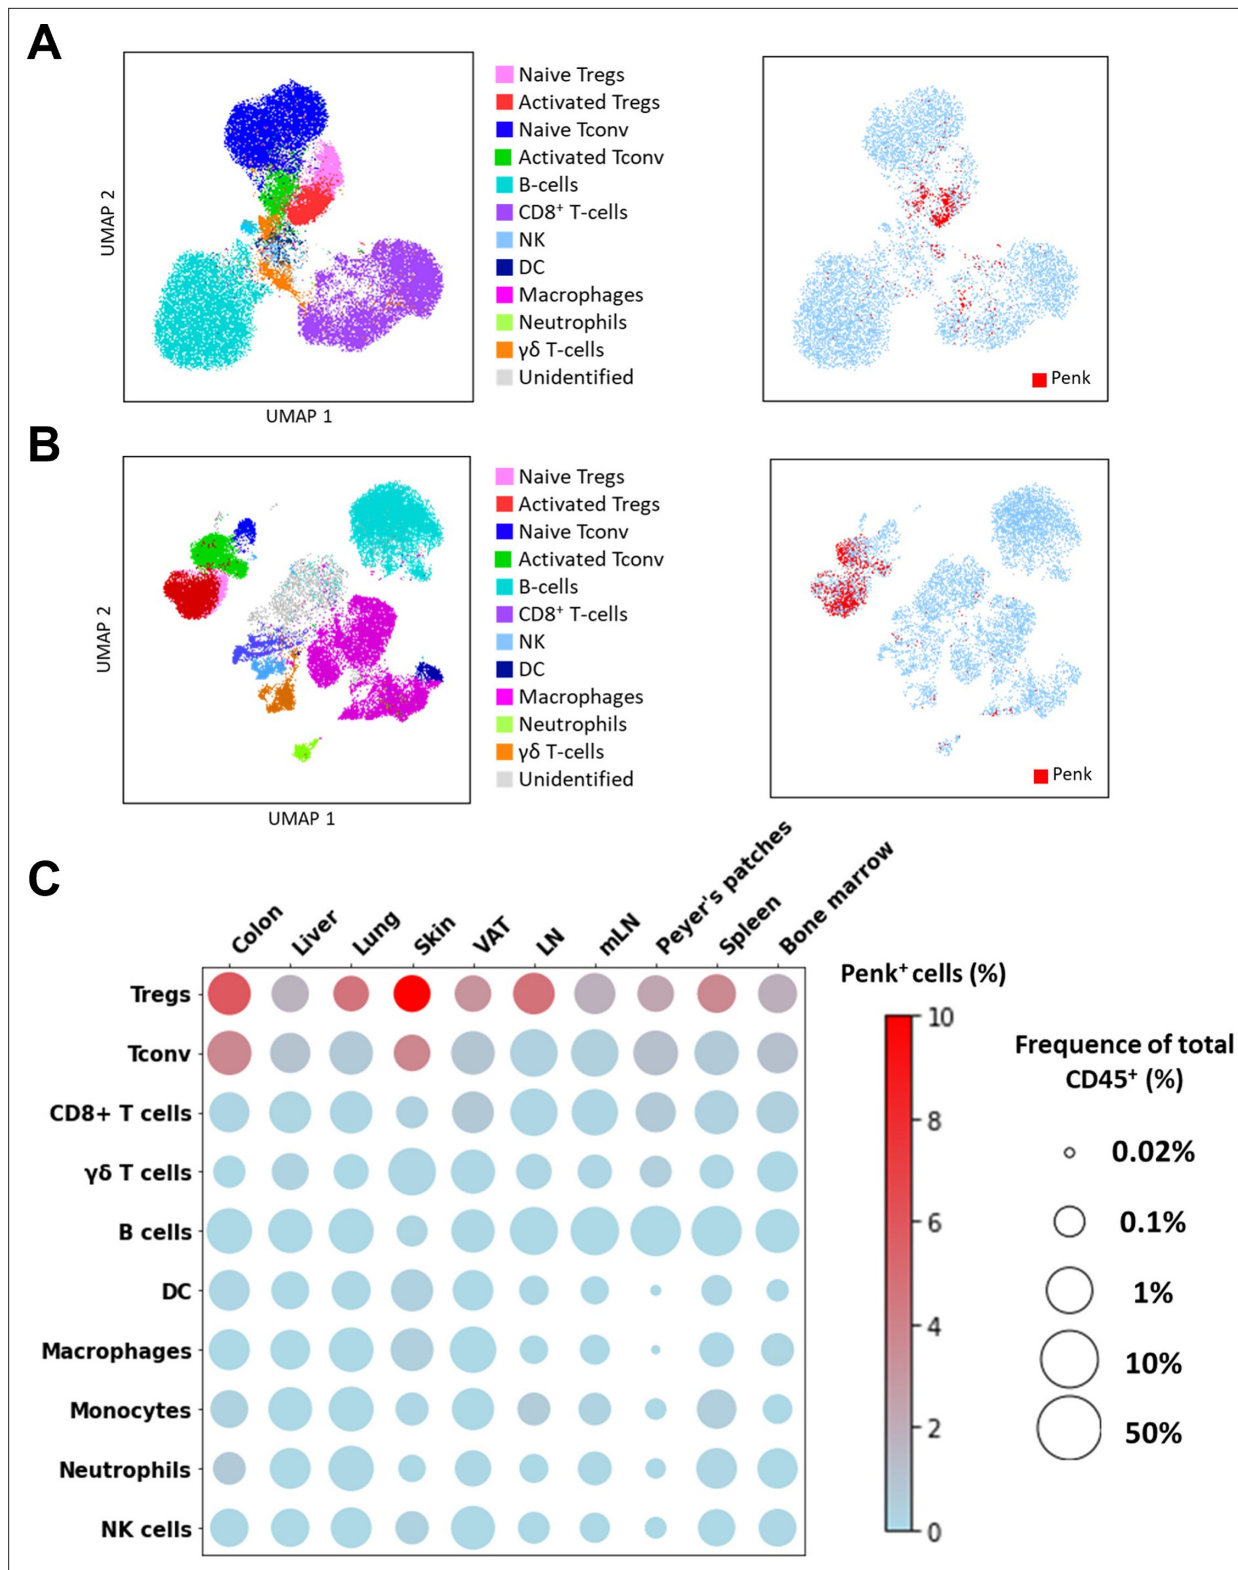 A
UMAP 2
UMAP 1
Naive Tregs
Activated Tregs
Naive Tconv
Activated Tconv
B-cells
CD8⁺ T-cells
NK
DC
Macrophages
Neutrophils
γδ T-cells
Unidentified
Penk
B
UMAP 2
UMAP 1
Naive Tregs
Activated Tregs
Naive Tconv
Activated Tconv
B-cells
CD8⁺ T-cells
NK
DC
Macrophages
Neutrophils
γδ T-cells
Unidentified
Penk
C
Colon
Liver
Lung
Skin
VAT
LN
mLN
Peyer's patches
Spleen
Bone marrow
Tregs
Tconv
CD8+ T cells
γδ T cells
B cells
DC
Macrophages
Monocytes
Neutrophils
NK cells
Penk⁺ cells (%)
10
8
6
4
2
0
Frequence of total
CD45⁺ (%)
0.02%
0.1%
1%
10%
50%